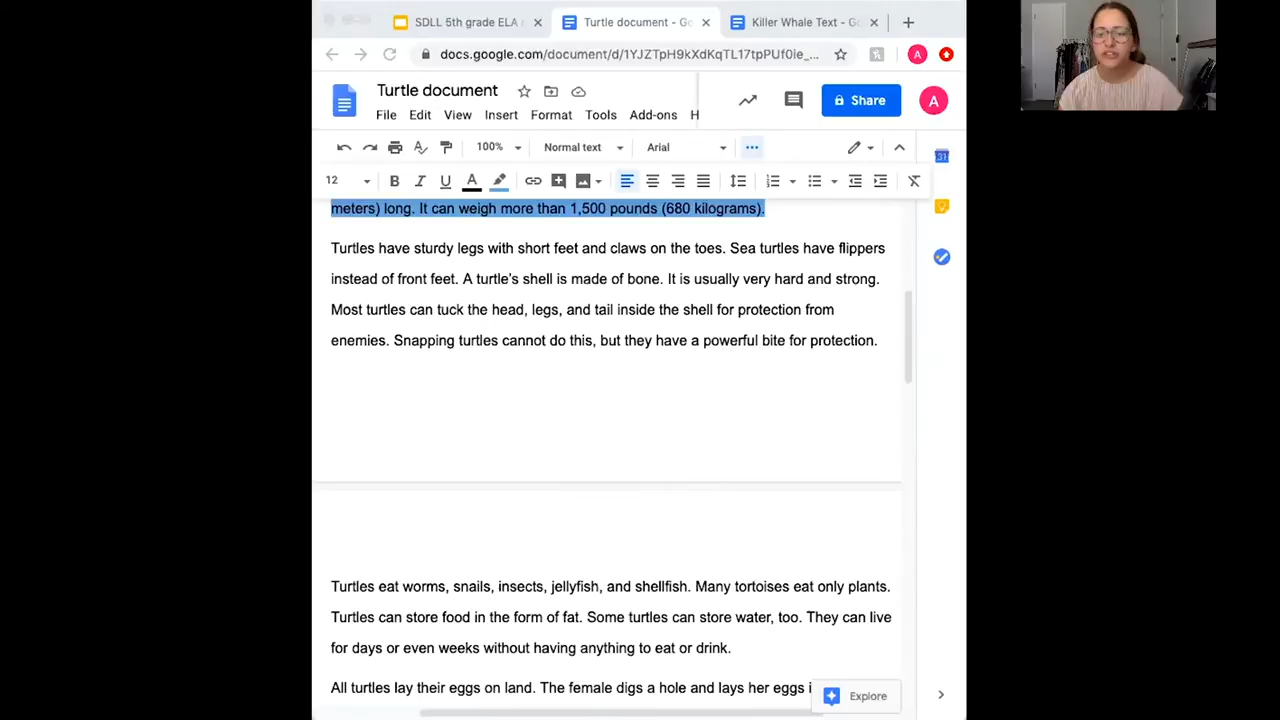 SDLL 5th grade ELA
Turtle document - Go
Killer Whale Text - Go
docs.google.com/document/d/1YJZTpH9kXdKqTL17tpPUf0ie_...
A
Turtle document
Share
A
File Edit View Insert Format Tools Add-ons H
100% Normal text Arial
12 B I U A
31
meters) long. It can weigh more than 1,500 pounds (680 kilograms).
Turtles have sturdy legs with short feet and claws on the toes. Sea turtles have flippers
instead of front feet. A turtle's shell is made of bone. It is usually very hard and strong.
Most turtles can tuck the head, legs, and tail inside the shell for protection from
enemies. Snapping turtles cannot do this, but they have a powerful bite for protection.
Turtles eat worms, snails, insects, jellyfish, and shellfish. Many tortoises eat only plants.
Turtles can store food in the form of fat. Some turtles can store water, too. They can live
for days or even weeks without having anything to eat or drink.
All turtles lay their eggs on land. The female digs a hole and lays her eggs i
Explore